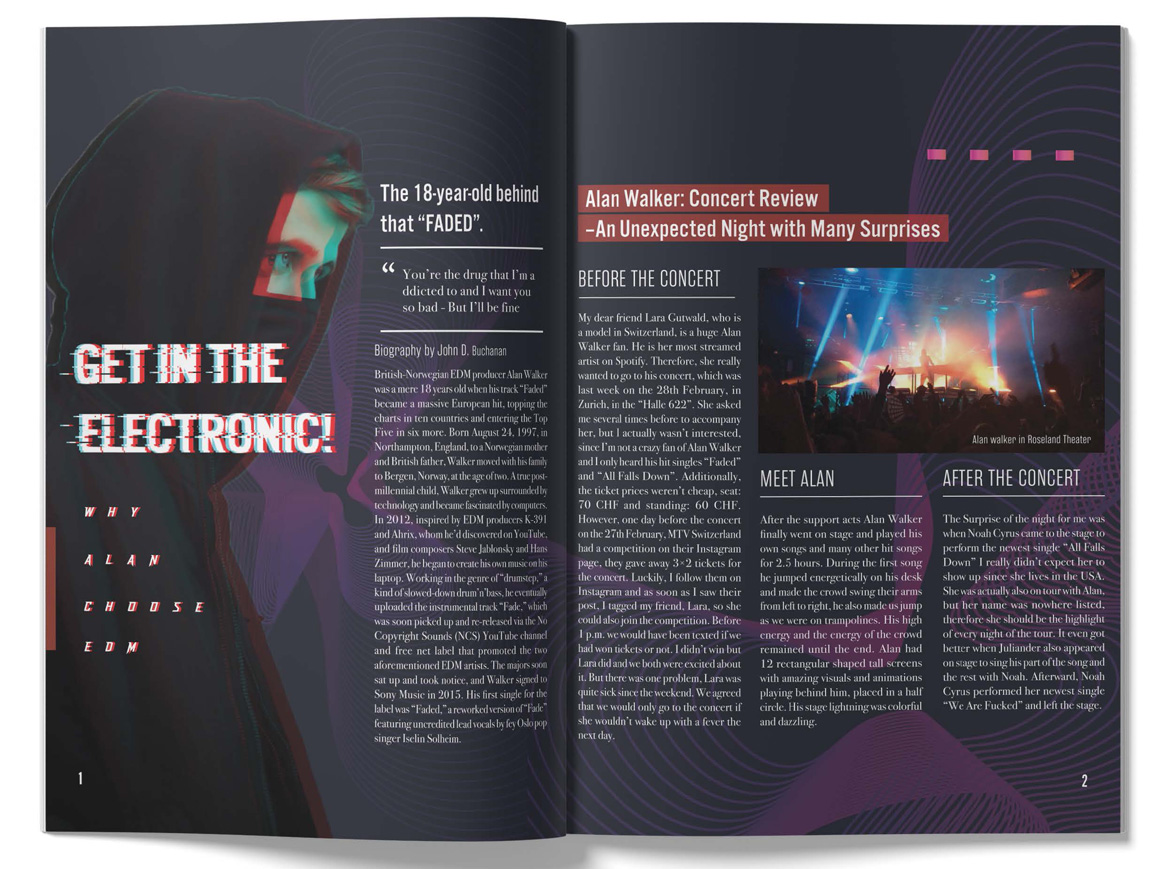 GET IN THE
ELECTRONIC!
WHY
ALAN
CHOOSE
EDM
1
The 18-year-old behind
that “FADED”.
“ You’re the drug that I’m a
ddicted to and I want you
so bad - But I’ll be fine
Biography by John D. Buchanan
British-Norwegian EDM producer Alan Walker
was a mere 18 years old when his track “Faded”
became a massive European hit, topping the
charts in ten countries and entering the Top
Five in six more. Born August 24, 1997, in
Northampton, England, to a Norwegian mother
and British father, Walker moved with his family
to Bergen, Norway, at the age of two. A true post-
millennial child, Walker grew up surrounded by
technology and became fascinated by computers.
In 2012, inspired by EDM producers K-391
and Ahrix, whom he’d discovered on YouTube,
and film composers Steve Jablonsky and Hans
Zimmer, he began to create his own music on his
laptop. Working in the genre of “drumstep,” a
kind of slowed-down drum’n’bass, he eventually
uploaded the instrumental track “Fade,” which
was soon picked up and re-released via the No
Copyright Sounds (NCS) YouTube channel
and free net label that promoted the two
aforementioned EDM artists. The majors soon
sat up and took notice, and Walker signed to
Sony Music in 2015. His first single for the
label was “Faded,” a reworked version of “Fade”
featuring uncredited lead vocals by fey Oslo pop
singer Iselin Solheim.
Alan Walker: Concert Review
–An Unexpected Night with Many Surprises
BEFORE THE CONCERT
My dear friend Lara Gutwald, who is
a model in Switzerland, is a huge Alan
Walker fan. He is her most streamed
artist on Spotify. Therefore, she really
wanted to go to his concert, which was
last week on the 28th February, in
Zurich, in the “Halle 622”. She asked
me several times before to accompany
her, but I actually wasn’t interested,
since I’m not a crazy fan of Alan Walker
and I only heard his hit singles “Faded”
and “All Falls Down”. Additionally,
the ticket prices weren’t cheap, seat:
70 CHF and standing: 60 CHF.
However, one day before the concert
on the 27th February, MTV Switzerland
had a competition on their Instagram
page, they gave away 3×2 tickets for
the concert. Luckily, I follow them on
Instagram and as soon as I saw their
post, I tagged my friend, Lara, so she
could also join the competition. Before
1 p.m. we would have been texted if we
had won tickets or not. I didn’t win but
Lara did and we both were excited about
it. But there was one problem, Lara was
quite sick since the weekend. We agreed
that we would only go to the concert if
she wouldn’t wake up with a fever the
next day.
Alan walker in Roseland Theater
MEET ALAN
After the support acts Alan Walker
finally went on stage and played his
own songs and many other hit songs
for 2.5 hours. During the first song
he jumped energetically on his desk
and made the crowd swing their arms
from left to right, he also made us jump
as we were on trampolines. His high
energy and the energy of the crowd
remained until the end. Alan had
12 rectangular shaped tall screens
with amazing visuals and animations
playing behind him, placed in a half
circle. His stage lightning was colorful
and dazzling.
AFTER THE CONCERT
The Surprise of the night for me was
when Noah Cyrus came to the stage to
perform the newest single “All Falls
Down” I really didn’t expect her to
show up since she lives in the USA.
She was actually also on tour with Alan,
but her name was nowhere listed,
therefore she should be the highlight
of every night of the tour. It even got
better when Juliander also appeared
on stage to sing his part of the song and
the rest with Noah. Afterward, Noah
Cyrus performed her newest single
“We Are Fucked” and left the stage.
2